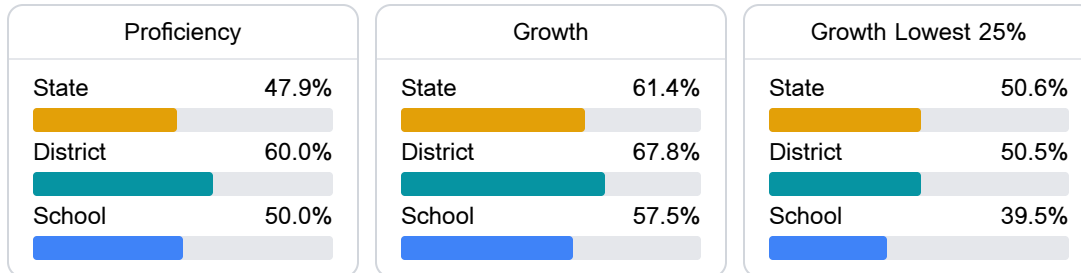 Proficiency
State 47.9%
District 60.0%
School 50.0%
Growth
State 61.4%
District 67.8%
School 57.5%
Growth Lowest 25%
State 50.6%
District 50.5%
School 39.5%